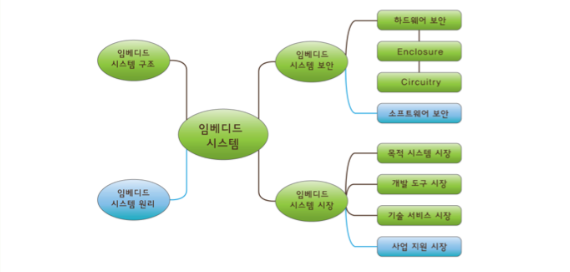 임베디드
시스템 구조
임베디드
시스템 원리
임베디드
시스템
임베디드
시스템 보안
하드웨어 보안
Enclosure
Circuitry
소프트웨어 보안
임베디드
시스템 시장
목적 시스템 시장
개발 도구 시장
기술 서비스 시장
사업 지원 시장